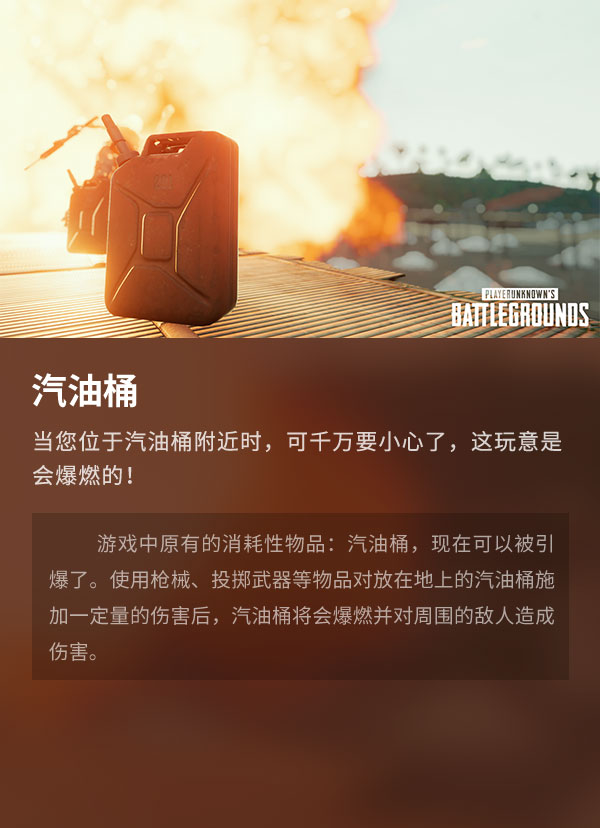 PLAYERUNKNOWN'S
BATTLEGROUNDS
汽油桶
当您位于汽油桶附近时，可千万要小心了，这玩意是
会爆燃的！
游戏中原有的消耗性物品：汽油桶，现在可以被引
爆了。使用枪械、投掷武器等物品对放在地上的汽油桶施
加一定量的伤害后，汽油桶将会爆燃并对周围的敌人造成
伤害。